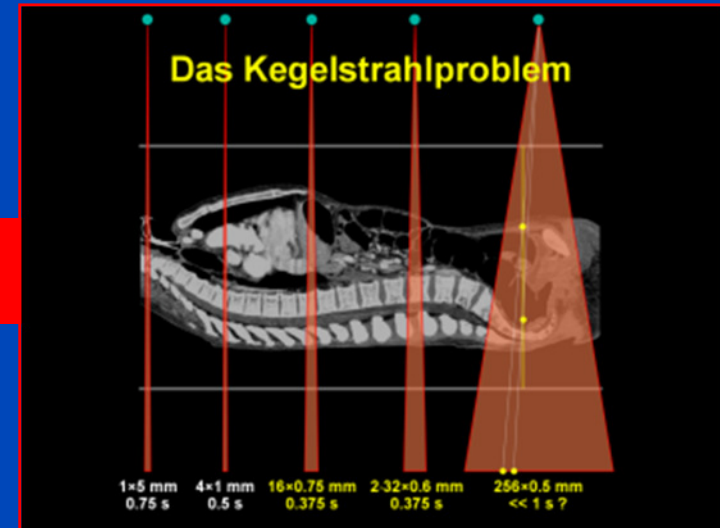 Das Kegelstrahlproblem
1×5 mm
0.75 s
4×1 mm
0.5 s
16×0.75 mm
0.375 s
2·32×0.6 mm
0.375 s
256×0.5 mm
<< 1 s ?